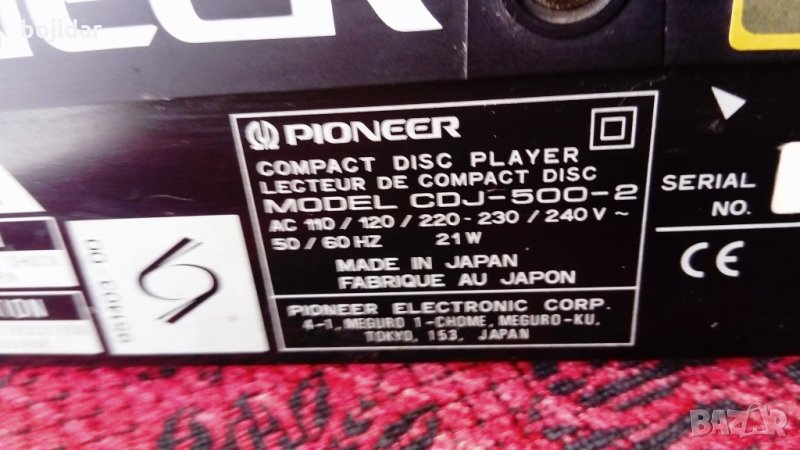 NEER
bojidar
PIONEER
COMPACT DISC PLAYER
LECTEUR DE COMPACT DISC
MODEL CDJ-500-2
AC 110 / 120 / 220 - 230 / 240 V ~
50 / 60 HZ 21 W
MADE IN JAPAN
FABRIQUE AU JAPON
PIONEER ELECTRONIC CORP.
4-1, MEGURO 1-CHOME, MEGURO-KU,
TOKYO, 153, JAPAN
SERIAL
NO.
CE
BAZAR